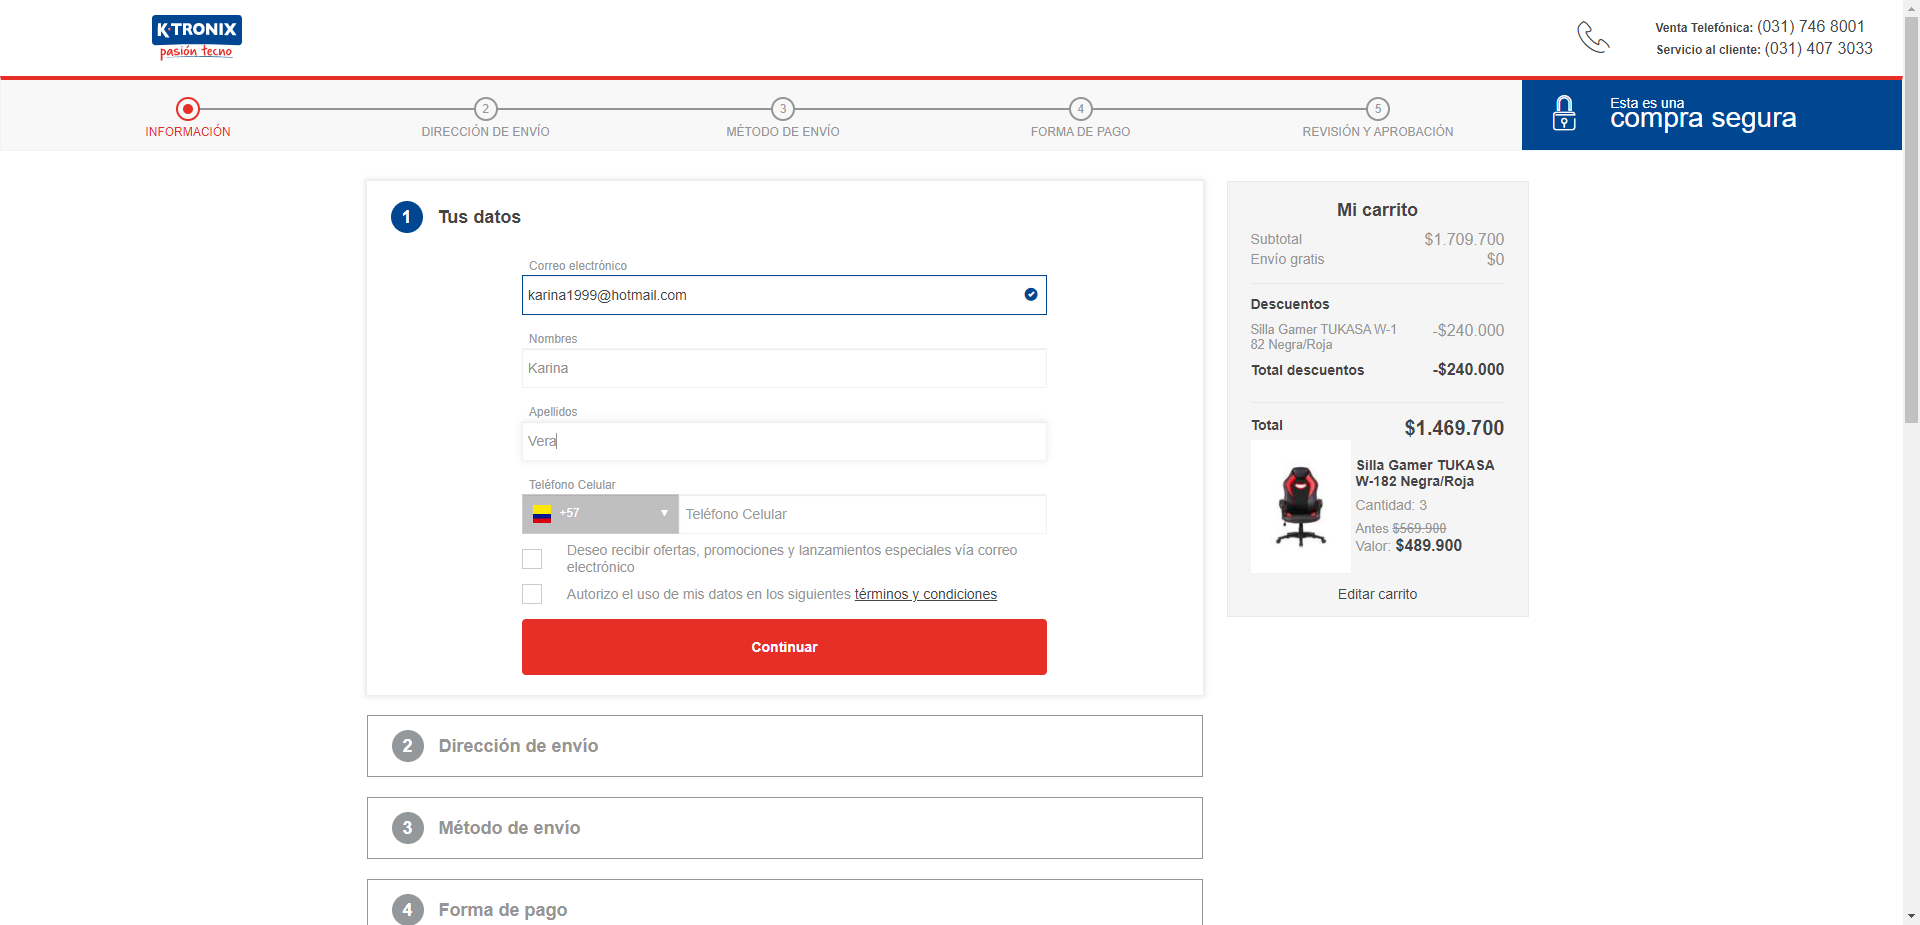 K·TRONIX
pasión tecno
Venta Telefónica: (031) 746 8001
Servicio al cliente: (031) 407 3033
INFORMACIÓN
2
DIRECCIÓN DE ENVÍO
3
MÉTODO DE ENVÍO
4
FORMA DE PAGO
5
REVISIÓN Y APROBACIÓN
Esta es una
compra segura
1 Tus datos
Correo electrónico
karina1999@hotmail.com
Nombres
Karina
Apellidos
Vera
Teléfono Celular
+57 Teléfono Celular
Deseo recibir ofertas, promociones y lanzamientos especiales vía correo
electrónico
Autorizo el uso de mis datos en los siguientes términos y condiciones
Continuar
2 Dirección de envío
3 Método de envío
4 Forma de pago
Mi carrito
Subtotal $1.709.700
Envío gratis $0
Descuentos
Silla Gamer TUKASA W-1 -$240.000
82 Negra/Roja
Total descuentos -$240.000
Total $1.469.700
Silla Gamer TUKASA
W-182 Negra/Roja
Cantidad: 3
Antes $569.900
Valor: $489.900
Editar carrito